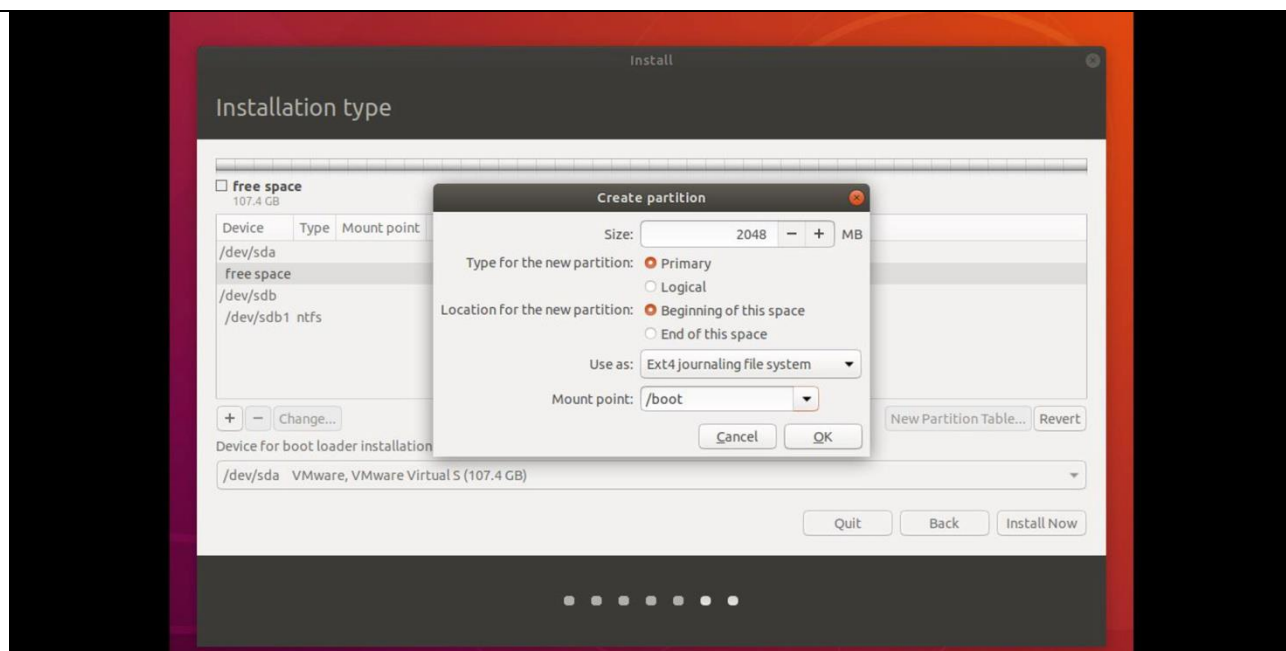 Install
Installation type
free space
107.4 GB
Device Type Mount point
/dev/sda
free space
/dev/sdb
/dev/sdb1 ntfs
+ − Change...
New Partition Table... Revert
Device for boot loader installation
/dev/sda VMware, VMware Virtual S (107.4 GB)
Quit Back Install Now
Create partition
Size: 2048 − + MB
Type for the new partition: Primary
Logical
Location for the new partition: Beginning of this space
End of this space
Use as: Ext4 journaling file system
Mount point: /boot
Cancel OK